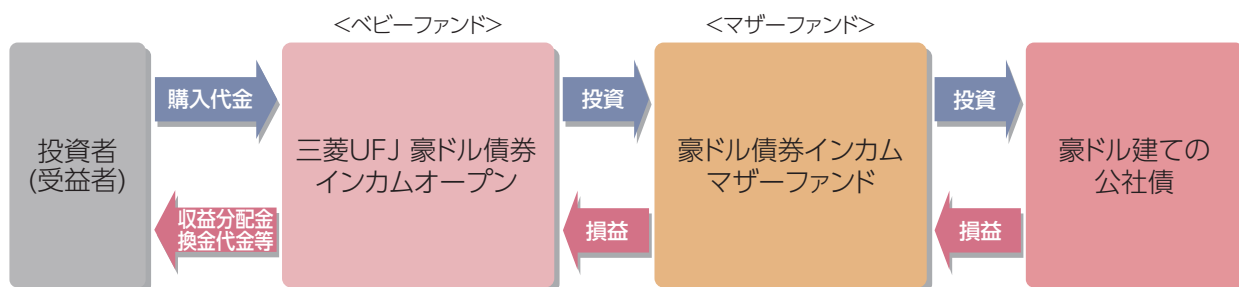 <ベビーファンド>
<マザーファンド>
投資者
(受益者)
購入代金
収益分配金
換金代金等
三菱UFJ 豪ドル債券
インカムオープン
投資
損益
豪ドル債券インカム
マザーファンド
投資
損益
豪ドル建ての
公社債